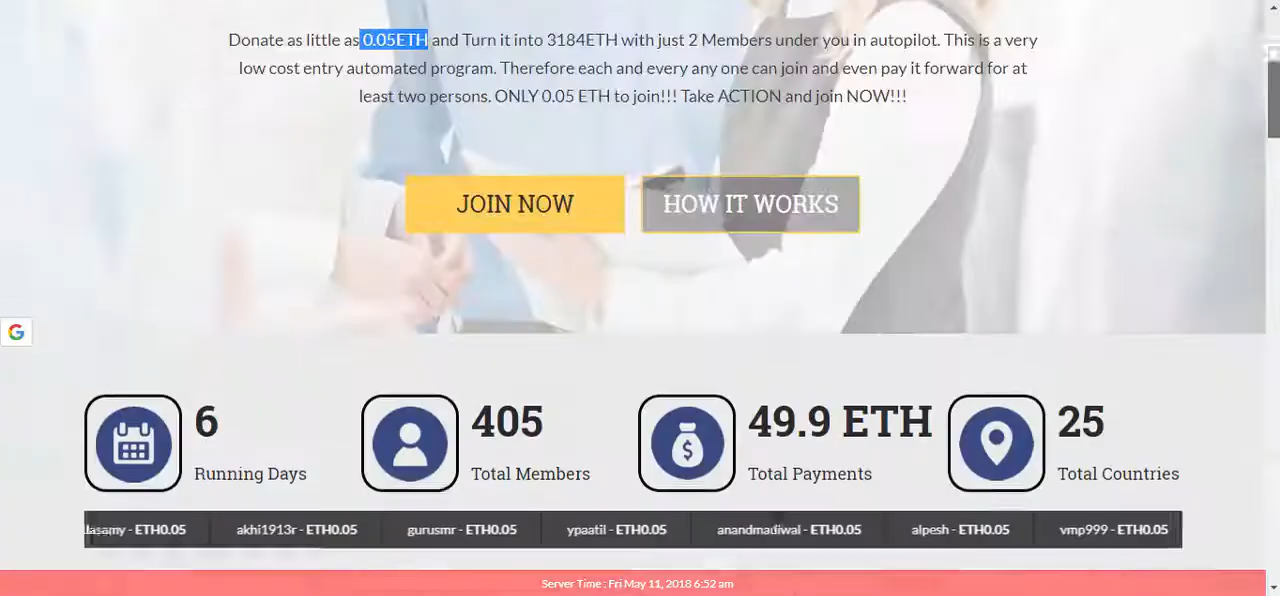 Donate as little as 0.05ETH and Turn it into 3184ETH with just 2 Members under you in autopilot. This is a very
low cost entry automated program. Therefore each and every any one can join and even pay it forward for at
least two persons. ONLY 0.05 ETH to join!!! Take ACTION and join NOW!!!
JOIN NOW
HOW IT WORKS
6
Running Days
405
Total Members
49.9 ETH
Total Payments
25
Total Countries
- ETH0.05 akhi1913r - ETH0.05 gurusmr - ETH0.05 ypaatil - ETH0.05 anandmadiwal - ETH0.05 alpesh - ETH0.05 vmp999 - ETH0.05
Server Time : Fri May 11, 2018 6:52 am